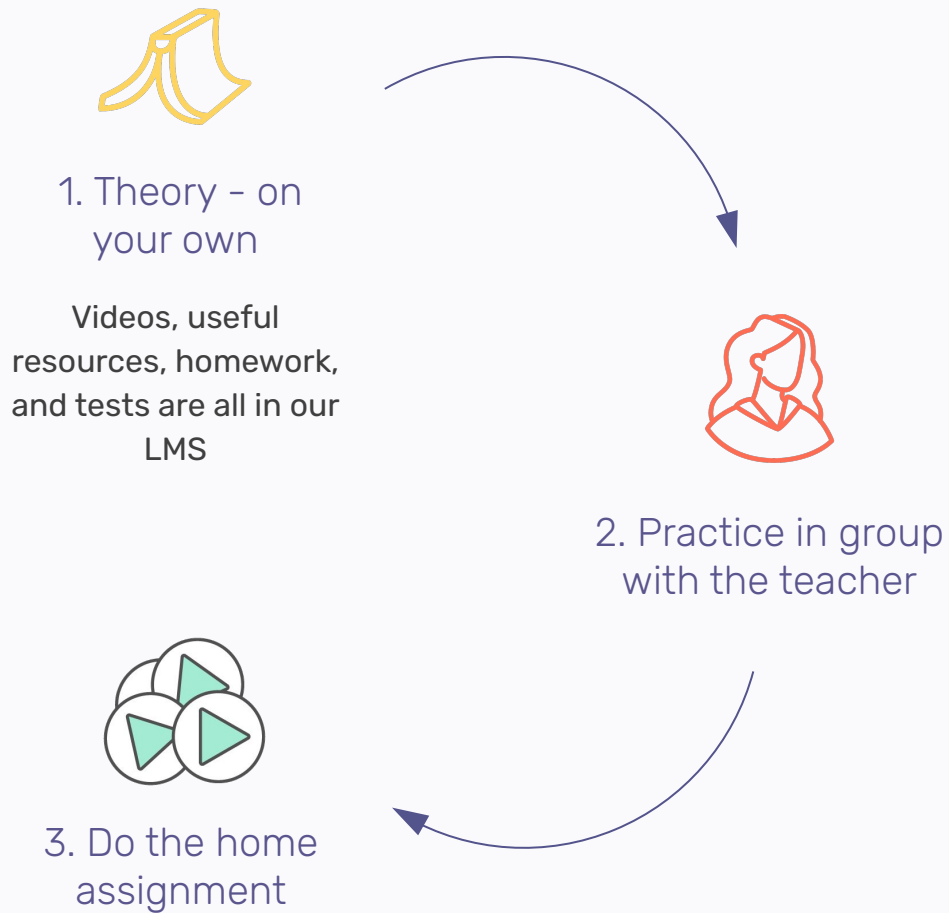 1. Theory - on
your own
Videos, useful
resources, homework,
and tests are all in our
LMS
2. Practice in group
with the teacher
3. Do the home
assignment